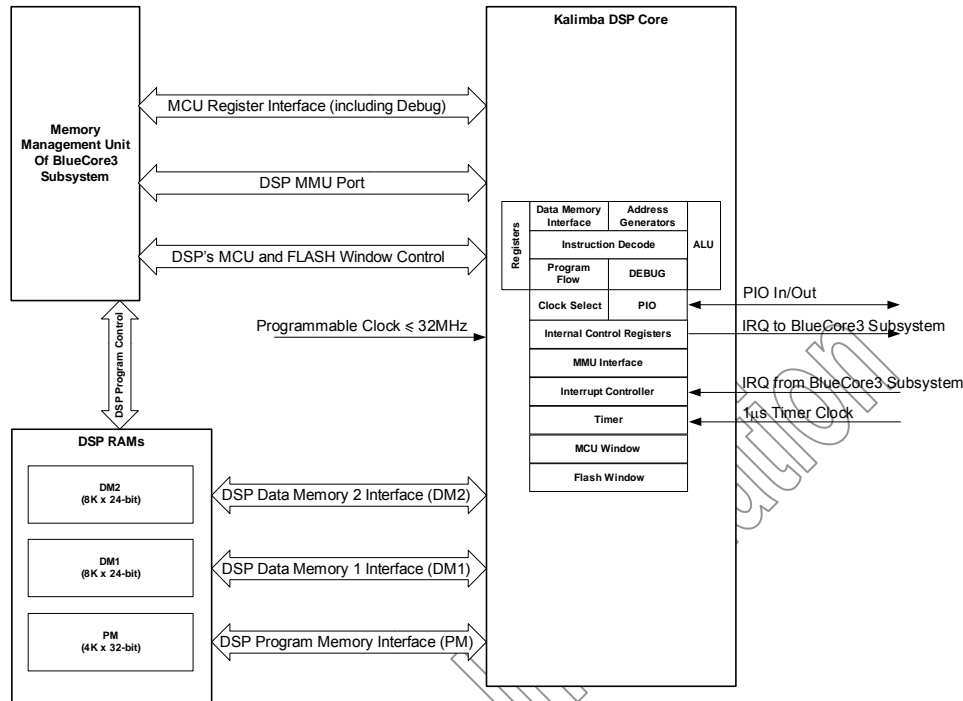 Kalimba DSP Core
Memory
Management Unit
Of BlueCore3
Subsystem
MCU Register Interface (including Debug)
DSP MMU Port
DSP's MCU and FLASH Window Control
Programmable Clock ⩽ 32MHz
DSP Program Control
Registers
Data Memory
Interface
Address
Generators
ALU
Instruction Decode
Program
Flow
DEBUG
Clock Select
PIO
Internal Control Registers
MMU Interface
Interrupt Controller
Timer
MCU Window
Flash Window
PIO In/Out
IRQ to BlueCore3 Subsystem
IRQ from BlueCore3 Subsystem
1µs Timer Clock
DSP RAMs
DM2
(8K x 24-bit)
DSP Data Memory 2 Interface (DM2)
DM1
(8K x 24-bit)
DSP Data Memory 1 Interface (DM1)
PM
(4K x 32-bit)
DSP Program Memory Interface (PM)